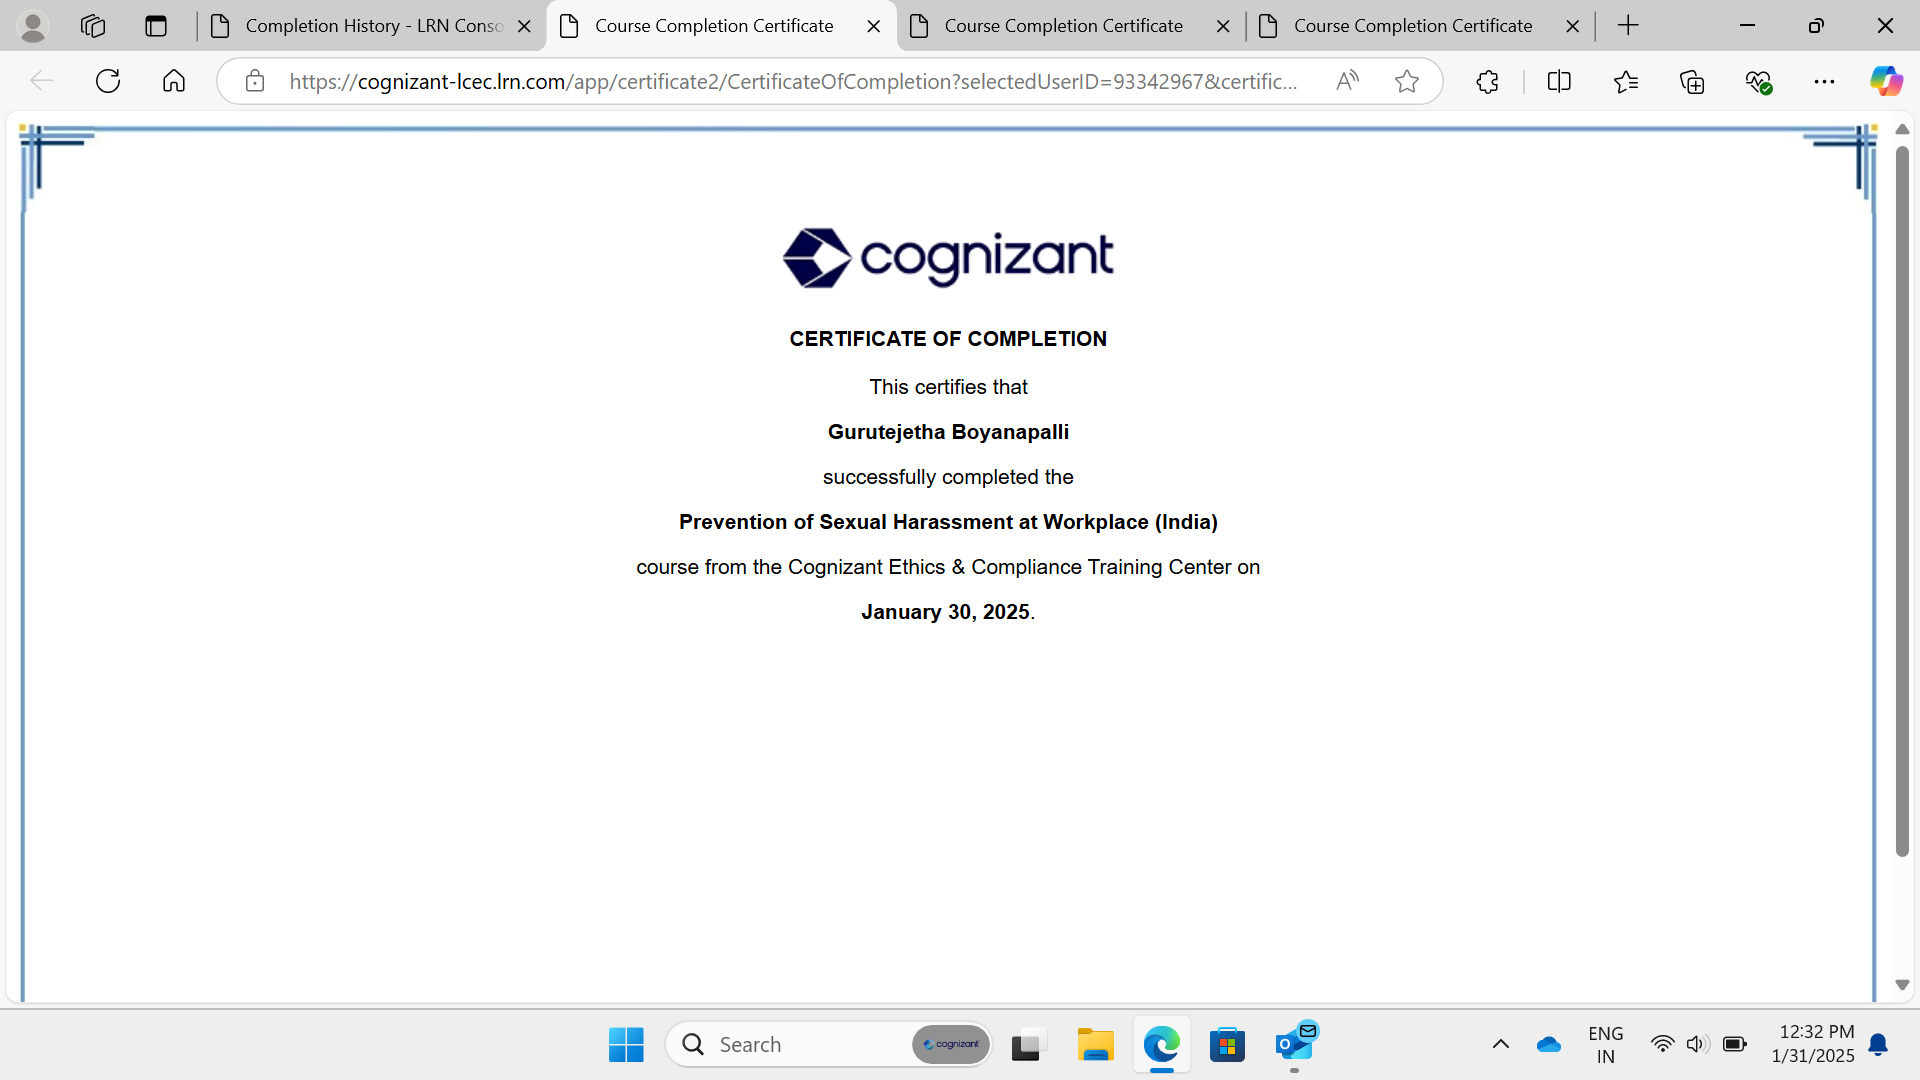 Completion History - LRN Conso
Course Completion Certificate
Course Completion Certificate
Course Completion Certificate
https://cognizant-lcec.lrn.com/app/certificate2/CertificateOfCompletion?selectedUserID=93342967&certific...
cognizant
CERTIFICATE OF COMPLETION
This certifies that
Gurutejetha Boyanapalli
successfully completed the
Prevention of Sexual Harassment at Workplace (India)
course from the Cognizant Ethics & Compliance Training Center on
January 30, 2025.
Search
cognizant
ENG
IN
12:32 PM
1/31/2025